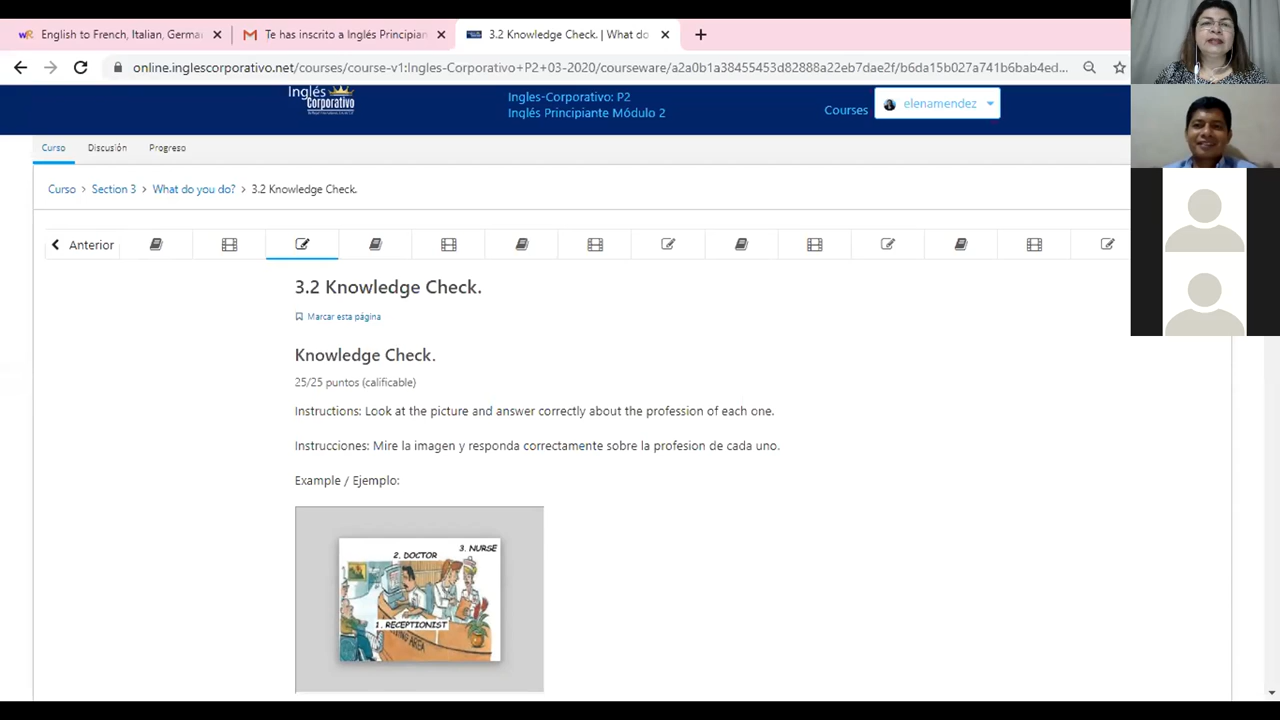 English to French, Italian, Germa
Te has inscrito a Inglés Principian
3.2 Knowledge Check. | What do
online.inglescorporativo.net/courses/course-v1:Ingles-Corporativo+P2+03-2020/courseware/a2a0b1a38455453d82888a22eb7dae2f/b6da15b027a741b6bab4ed...
Inglés
Corporativo
Ingles-Corporativo: P2
Inglés Principiante Módulo 2
Courses
elenamendez
Curso
Discusión
Progreso
Curso > Section 3 > What do you do? > 3.2 Knowledge Check.
Anterior
3.2 Knowledge Check.
Marcar esta página
Knowledge Check.
25/25 puntos (calificable)
Instructions: Look at the picture and answer correctly about the profession of each one.
Instrucciones: Mire la imagen y responda correctamente sobre la profesion de cada uno.
Example / Ejemplo:
3. NURSE
2. DOCTOR
1. RECEPTIONIST
AREA